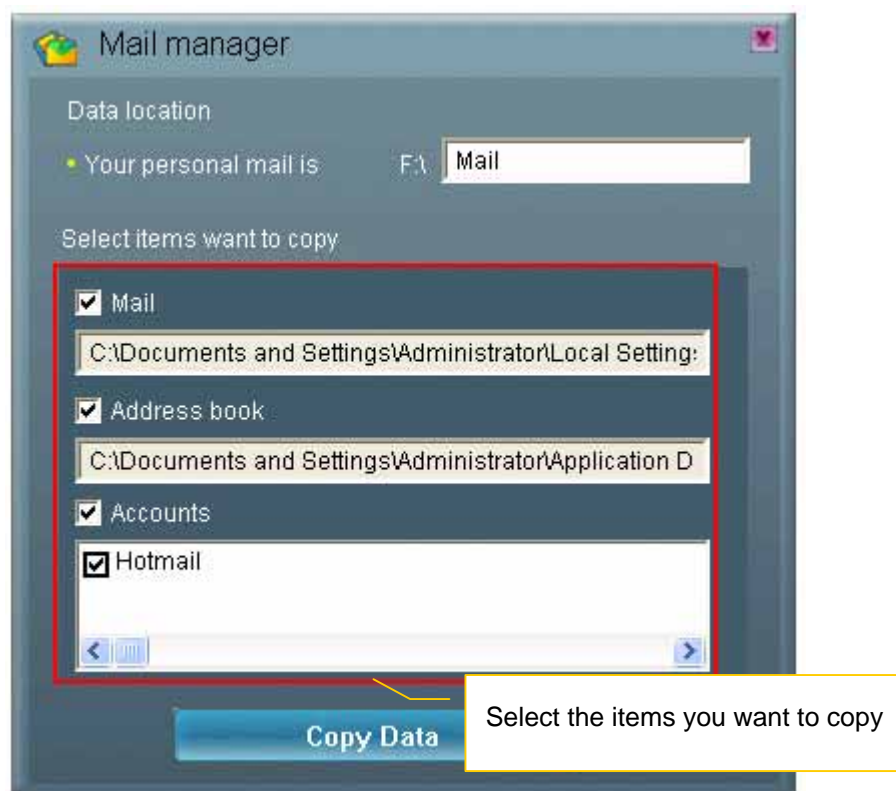 Mail manager
Data location
Your personal mail is F:\ Mail
Select items want to copy
Mail
C:\Documents and Settings\Administrator\Local Settings
Address book
C:\Documents and Settings\Administrator\Application D
Accounts
Hotmail
Copy Data
Select the items you want to copy